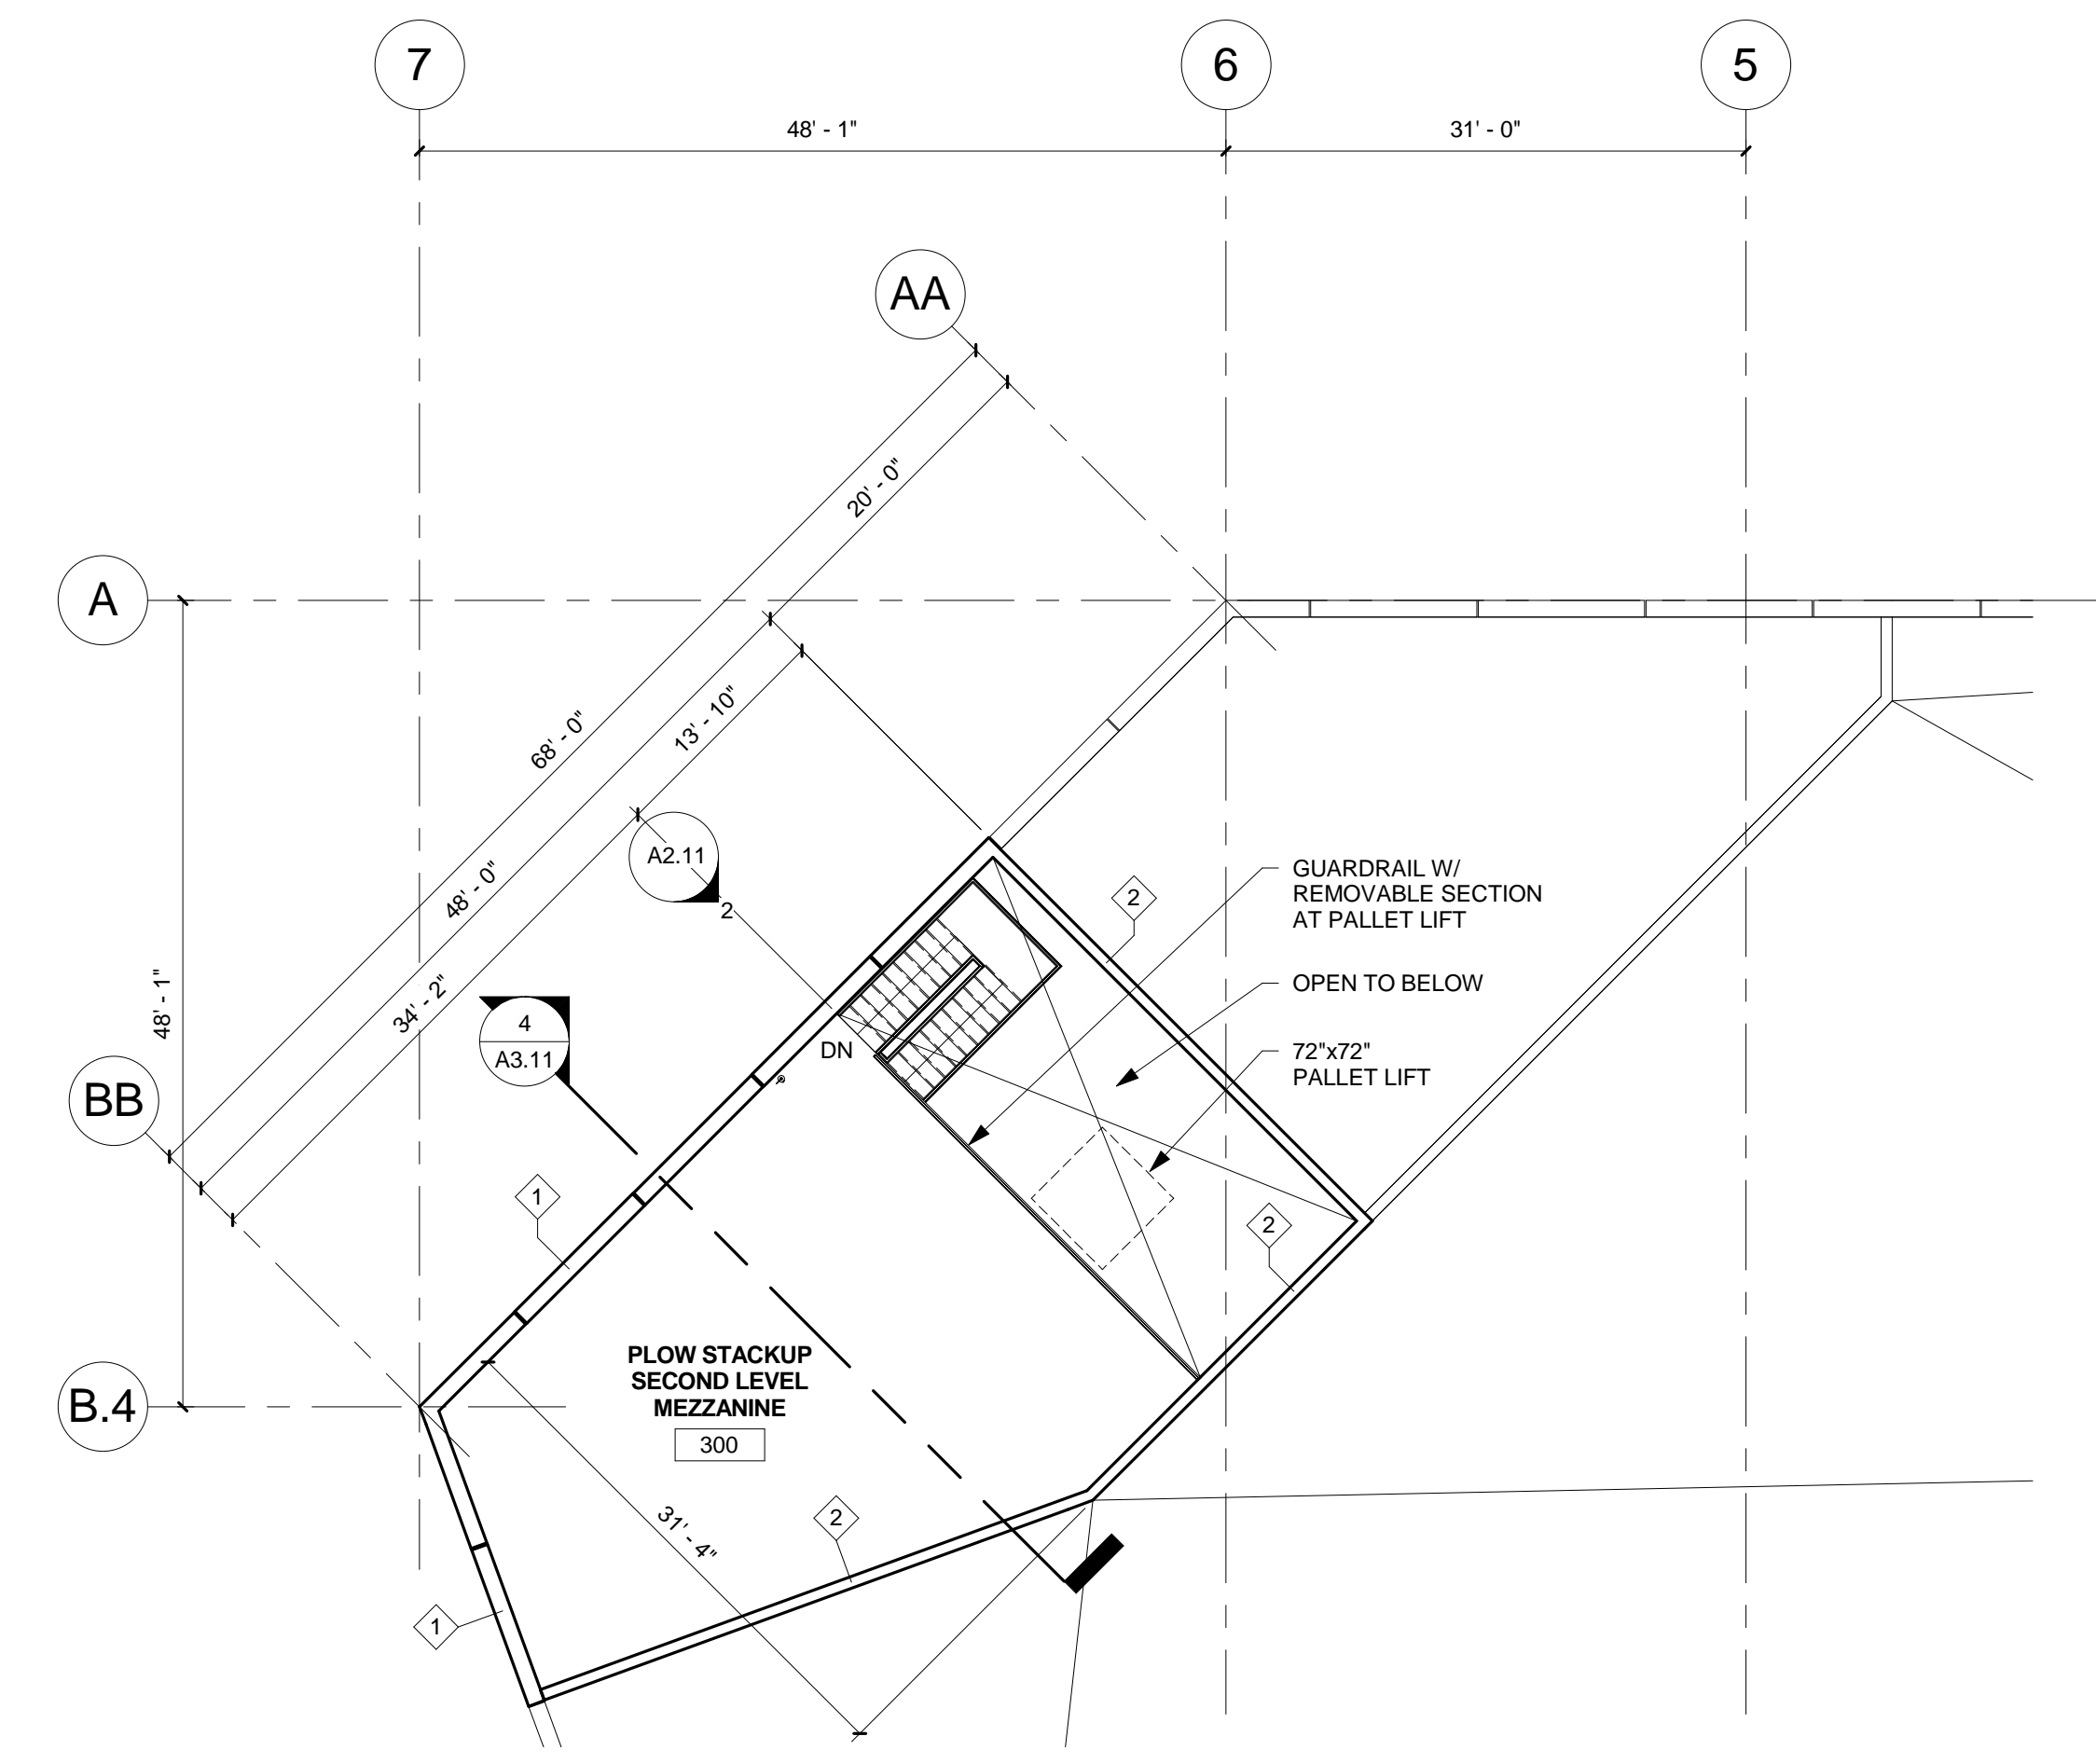 7
6
5
48' - 1"
31' - 0"
AA
20' - 0"
A
68' - 0"
13' - 10"
A2.11
2
GUARDRAIL W/
REMOVABLE SECTION
AT PALLET LIFT
2
48' - 0"
OPEN TO BELOW
48' - 1"
34' - 2"
4
A3.11
DN
72"x72"
PALLET LIFT
BB
1
2
PLOW STACKUP
SECOND LEVEL
MEZZANINE
300
B.4
31' - 4"
2
1